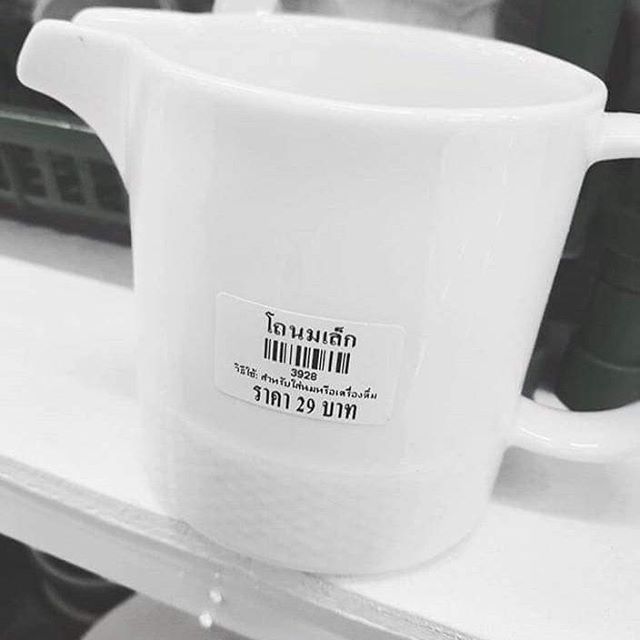 โถนมเล็ก
3928
วิธีใช้: สำหรับใส่นมหรือเครื่องดื่ม
ราคา 29 บาท